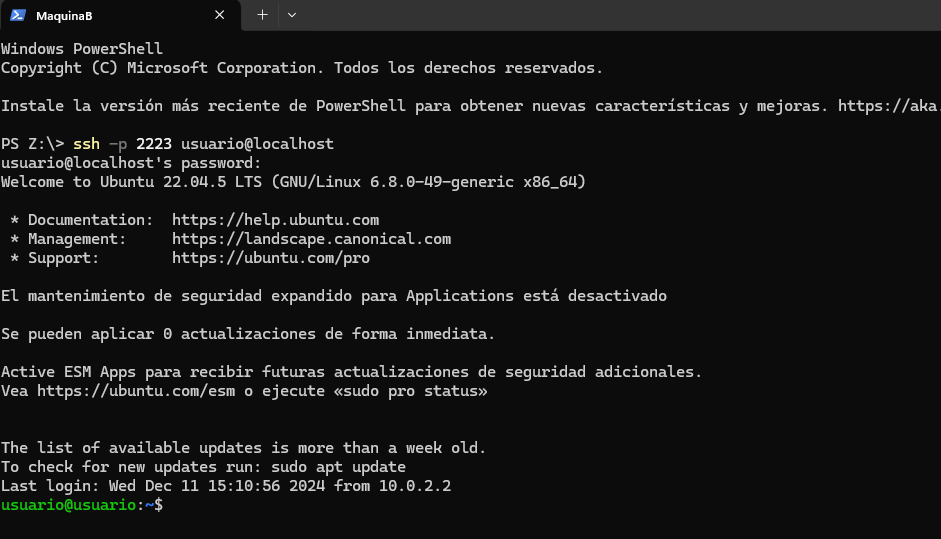 MaquinaB
Windows PowerShell
Copyright (C) Microsoft Corporation. Todos los derechos reservados.
Instale la versión más reciente de PowerShell para obtener nuevas características y mejoras. https://aka.
PS Z:\> ssh -p 2223 usuario@localhost
usuario@localhost's password:
Welcome to Ubuntu 22.04.5 LTS (GNU/Linux 6.8.0-49-generic x86_64)
* Documentation:  https://help.ubuntu.com
* Management:     https://landscape.canonical.com
* Support:        https://ubuntu.com/pro
El mantenimiento de seguridad expandido para Applications está desactivado
Se pueden aplicar 0 actualizaciones de forma inmediata.
Active ESM Apps para recibir futuras actualizaciones de seguridad adicionales.
Vea https://ubuntu.com/esm o ejecute «sudo pro status»
The list of available updates is more than a week old.
To check for new updates run: sudo apt update
Last login: Wed Dec 11 15:10:56 2024 from 10.0.2.2
usuario@usuario:~$